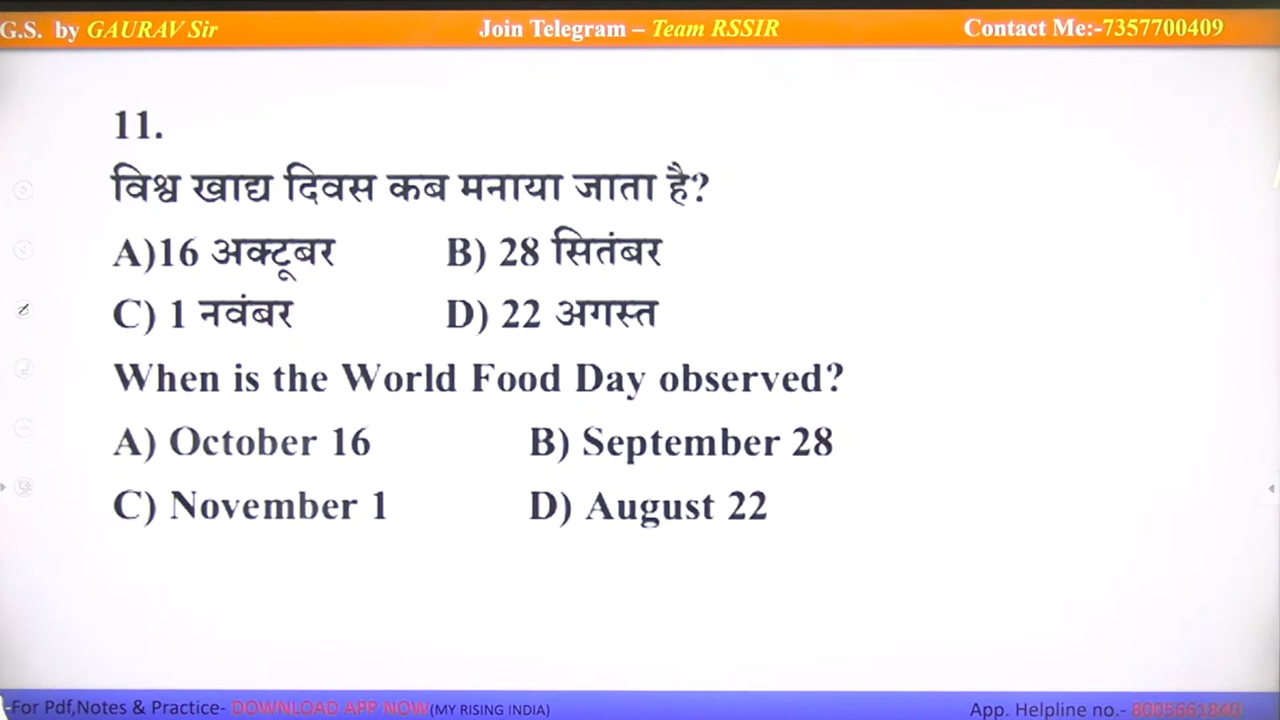 G.S. by GAURAV Sir Join Telegram – Team RSSIR Contact Me:-7357700409
11.
विश्व खाद्य दिवस कब मनाया जाता है?
A)16 अक्टूबर B) 28 सितंबर
C) 1 नवंबर D) 22 अगस्त
When is the World Food Day observed?
A) October 16 B) September 28
C) November 1 D) August 22
-For Pdf,Notes & Practice- DOWNLOAD APP NOW(MY RISING INDIA) App. Helpline no.- 8005661840